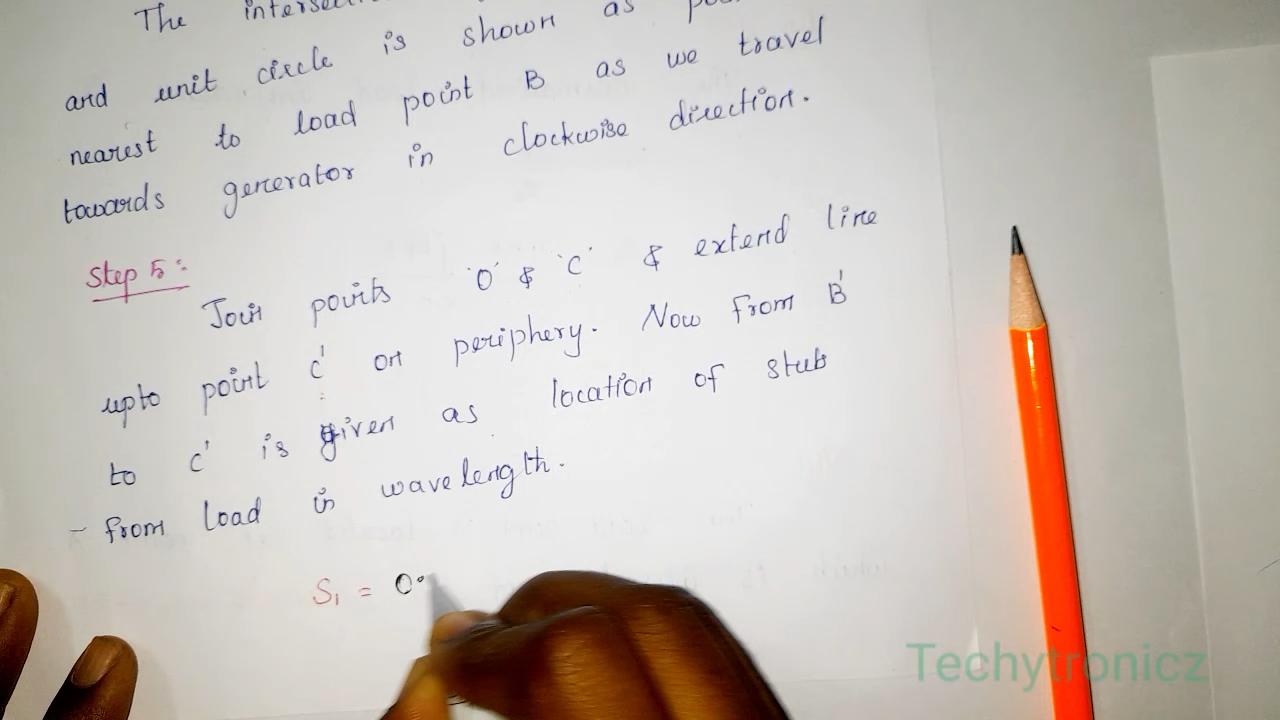 The
and unit circle is shown as
nearest to load point B as we travel
towards generator in clockwise direction.
Step 5:
Join points 'O' & 'C' & extend line
upto point C' on periphery. Now from B'
to C' is given as location of stub
from load in wavelength.
S₁ = 0.
Techytronicz